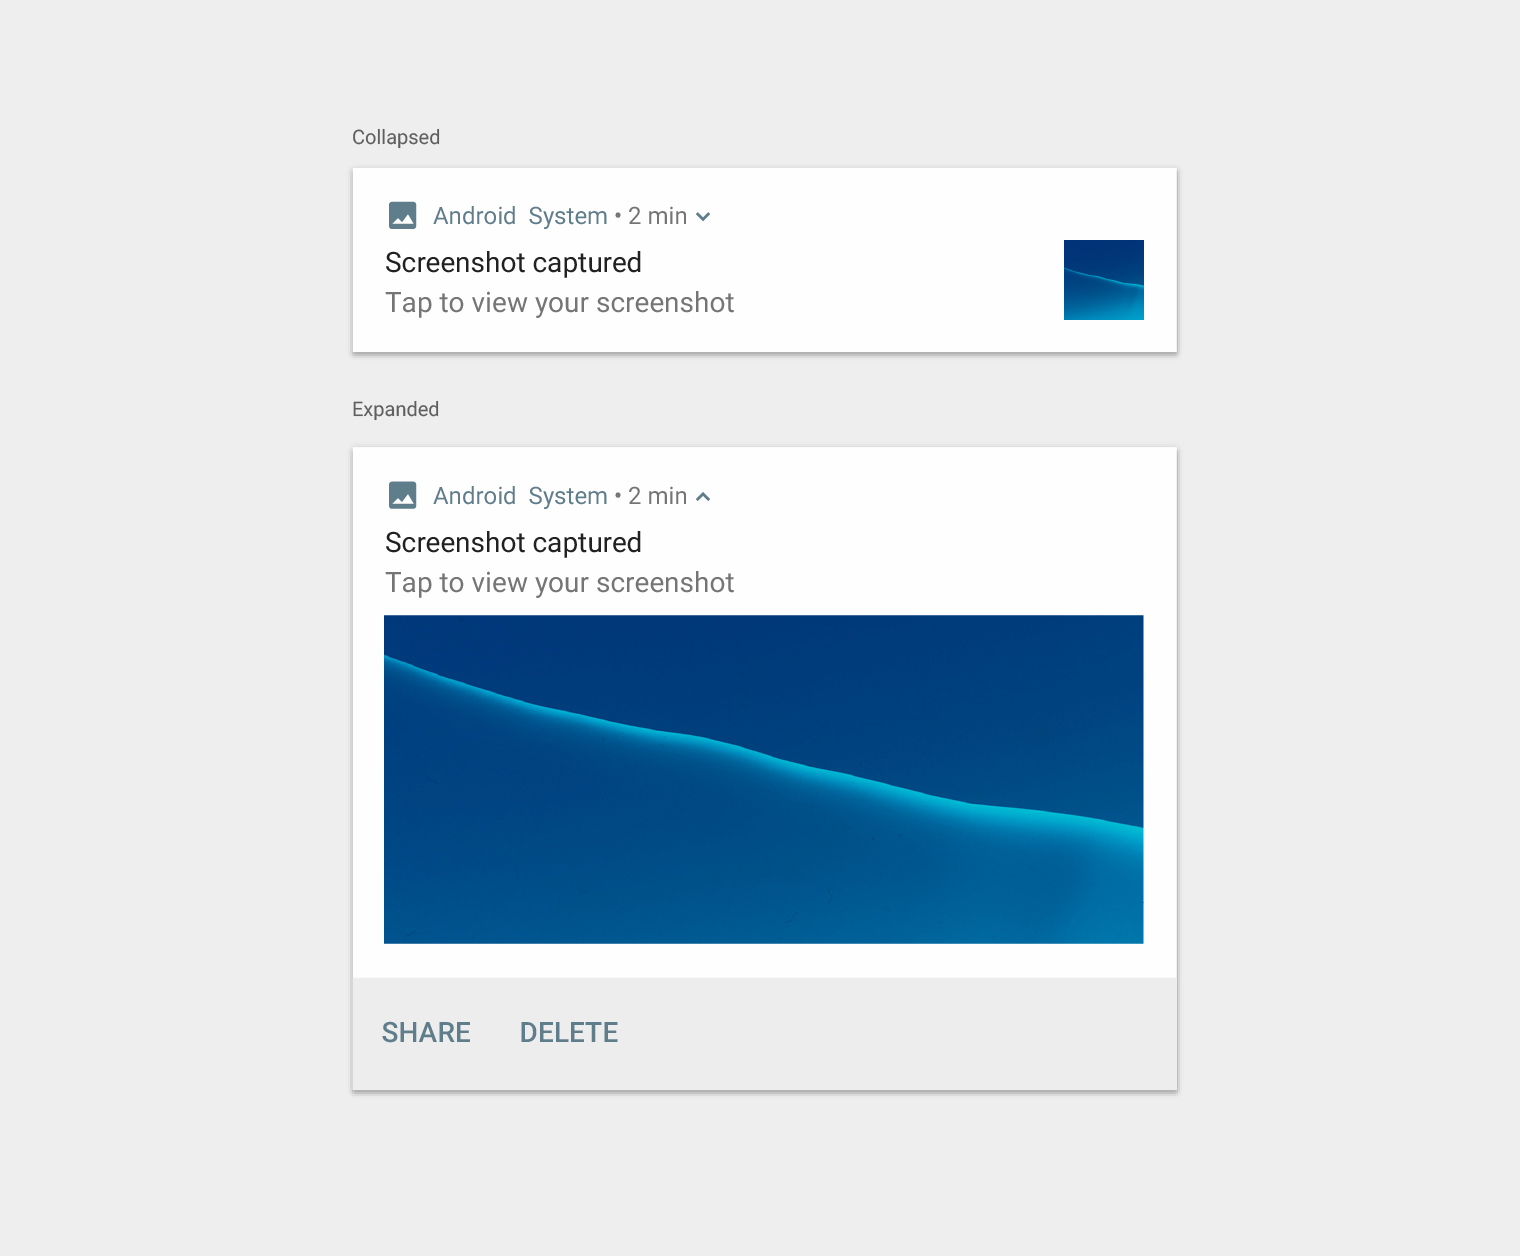 Collapsed
Android System • 2 min
Screenshot captured
Tap to view your screenshot
Expanded
Android System • 2 min
Screenshot captured
Tap to view your screenshot
SHARE DELETE